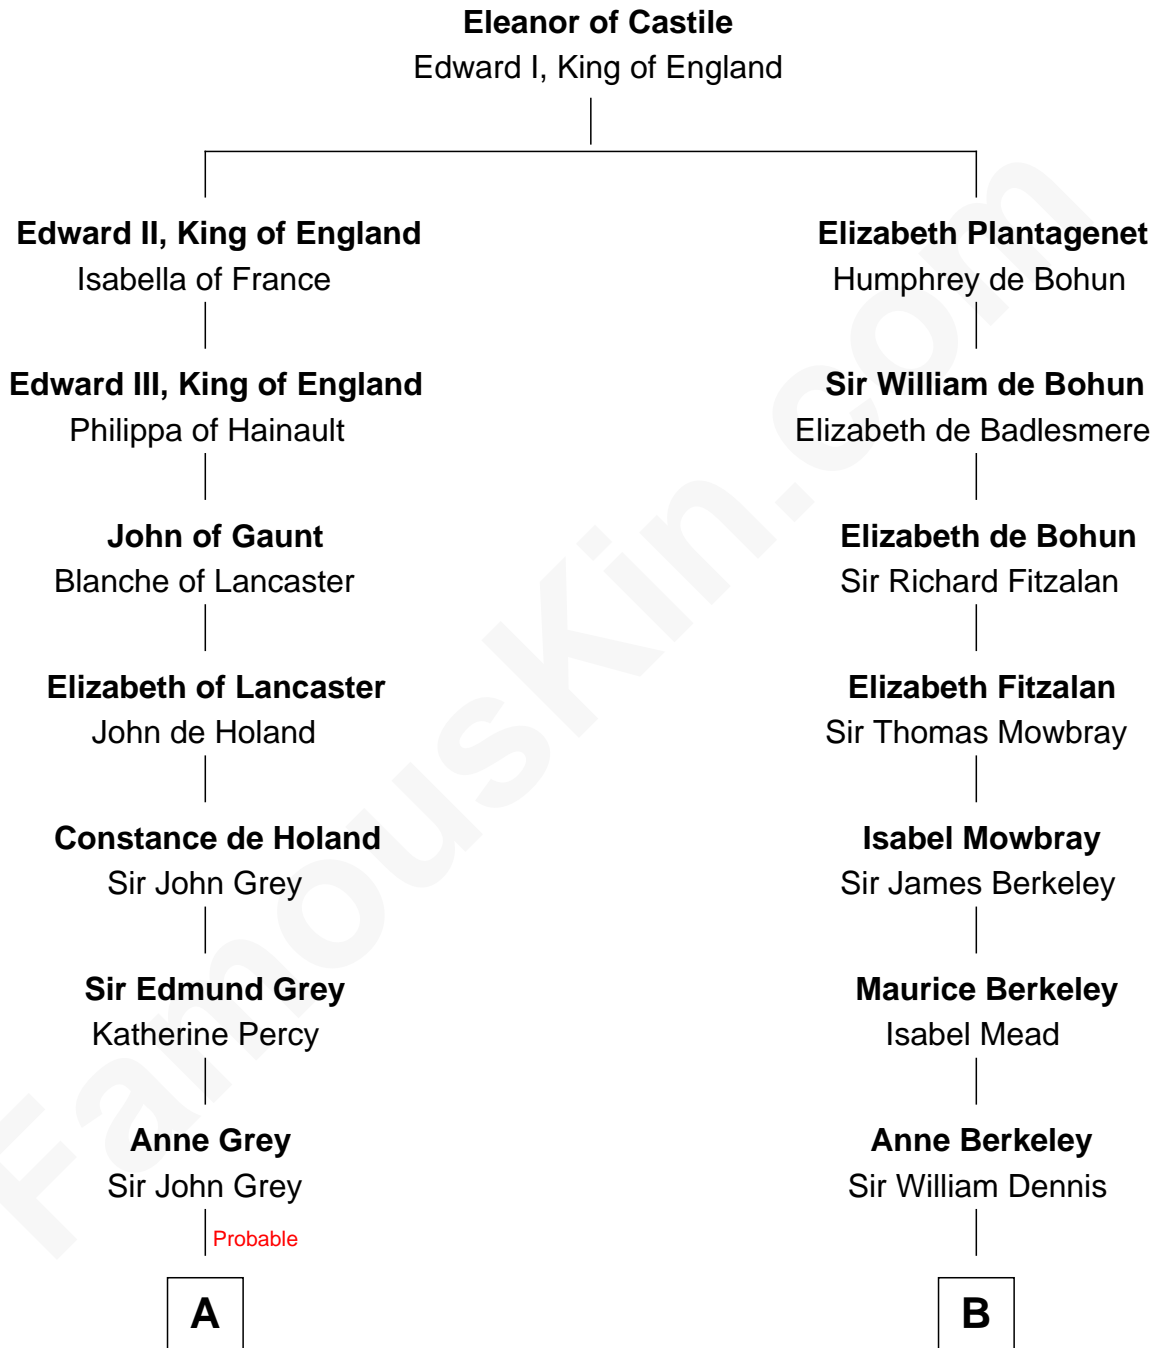 Eleanor of Castile
Edward I, King of England
Edward II, King of England
Isabella of France
Elizabeth Plantagenet
Humphrey de Bohun
Edward III, King of England
Philippa of Hainault
Sir William de Bohun
Elizabeth de Badlesmere
John of Gaunt
Blanche of Lancaster
Elizabeth de Bohun
Sir Richard Fitzalan
Elizabeth of Lancaster
John de Holand
Elizabeth Fitzalan
Sir Thomas Mowbray
Constance de Holand
Sir John Grey
Isabel Mowbray
Sir James Berkeley
Sir Edmund Grey
Katherine Percy
Maurice Berkeley
Isabel Mead
Anne Grey
Sir John Grey
Anne Berkeley
Sir William Dennis
Probable
A
B
FamousKin.com